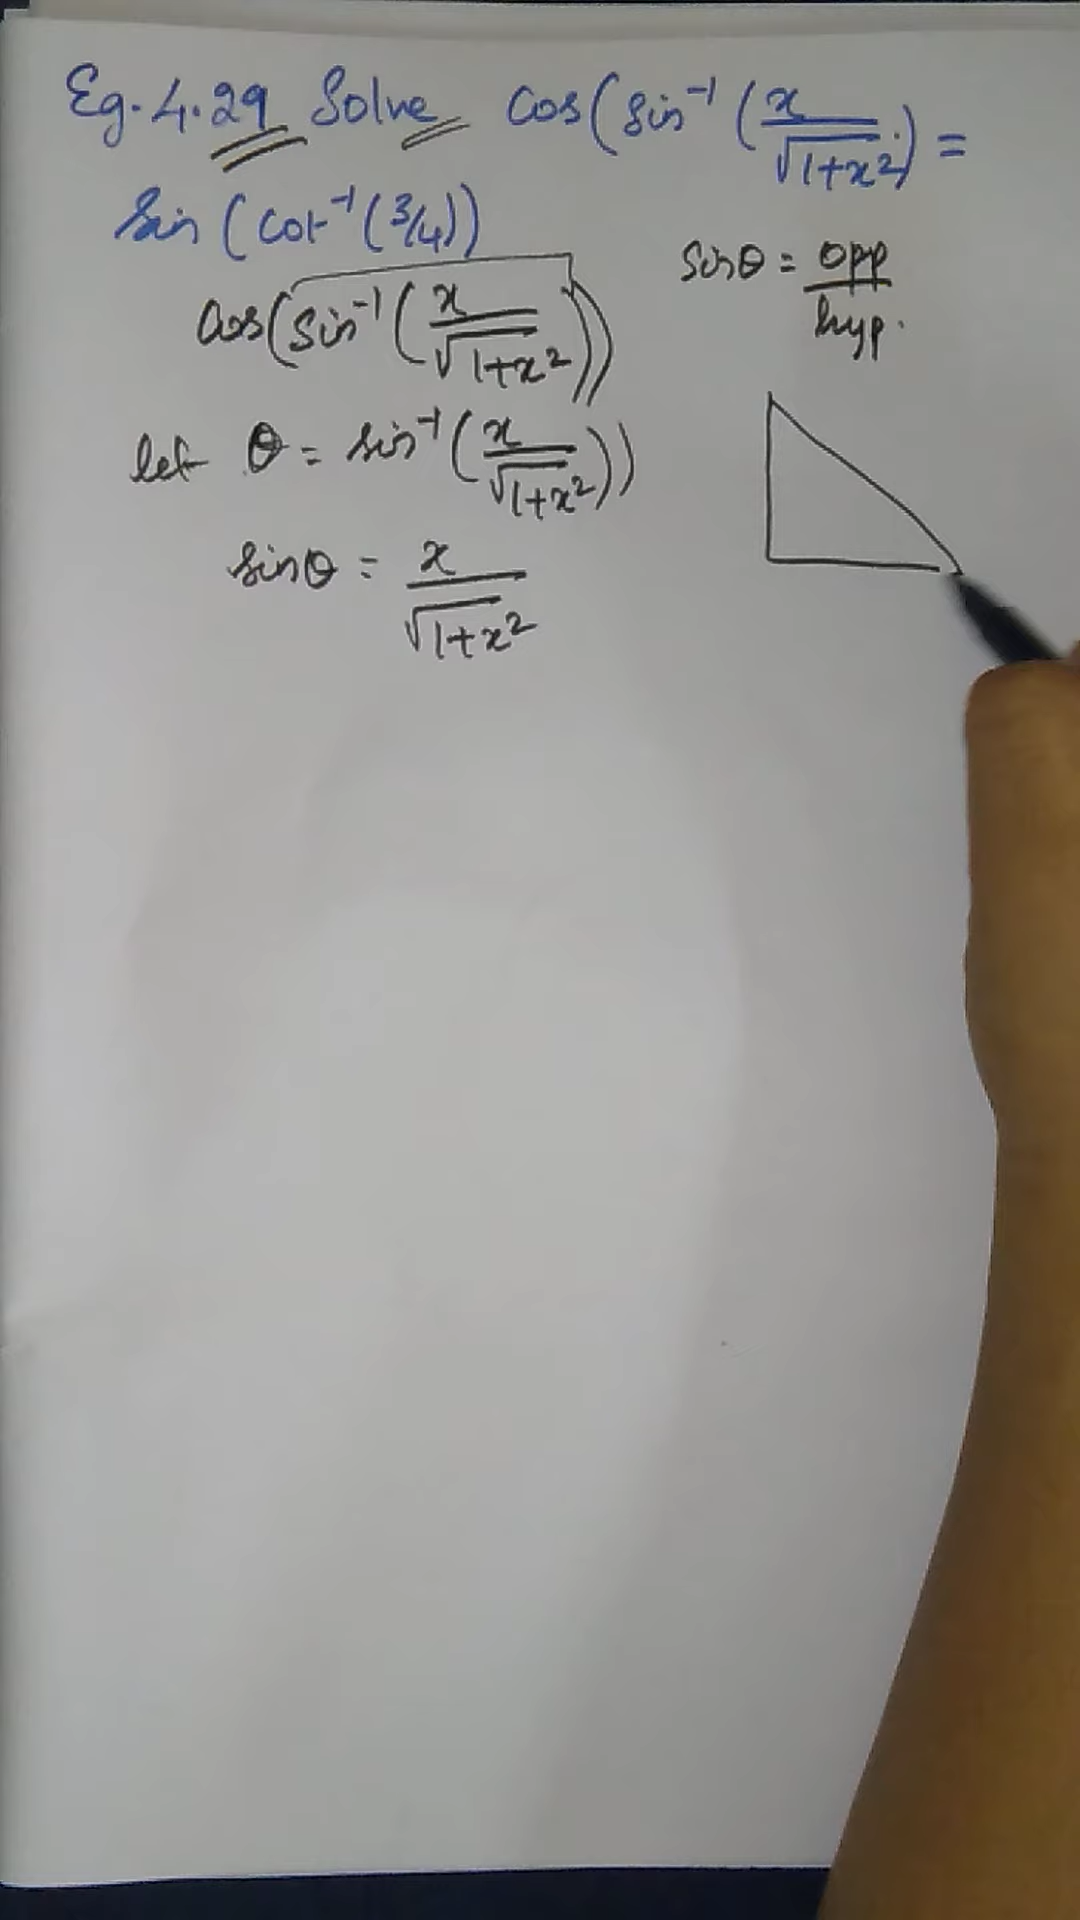 Eg. 4.29 Solve cos(sin⁻¹(x/√1+x²)) =
sin (cot⁻¹(3/4))
cos(sin⁻¹(x/√1+x²))
sinθ = opp/hyp.
let θ = sin⁻¹(x/√1+x²))
sinθ = x/√1+x²